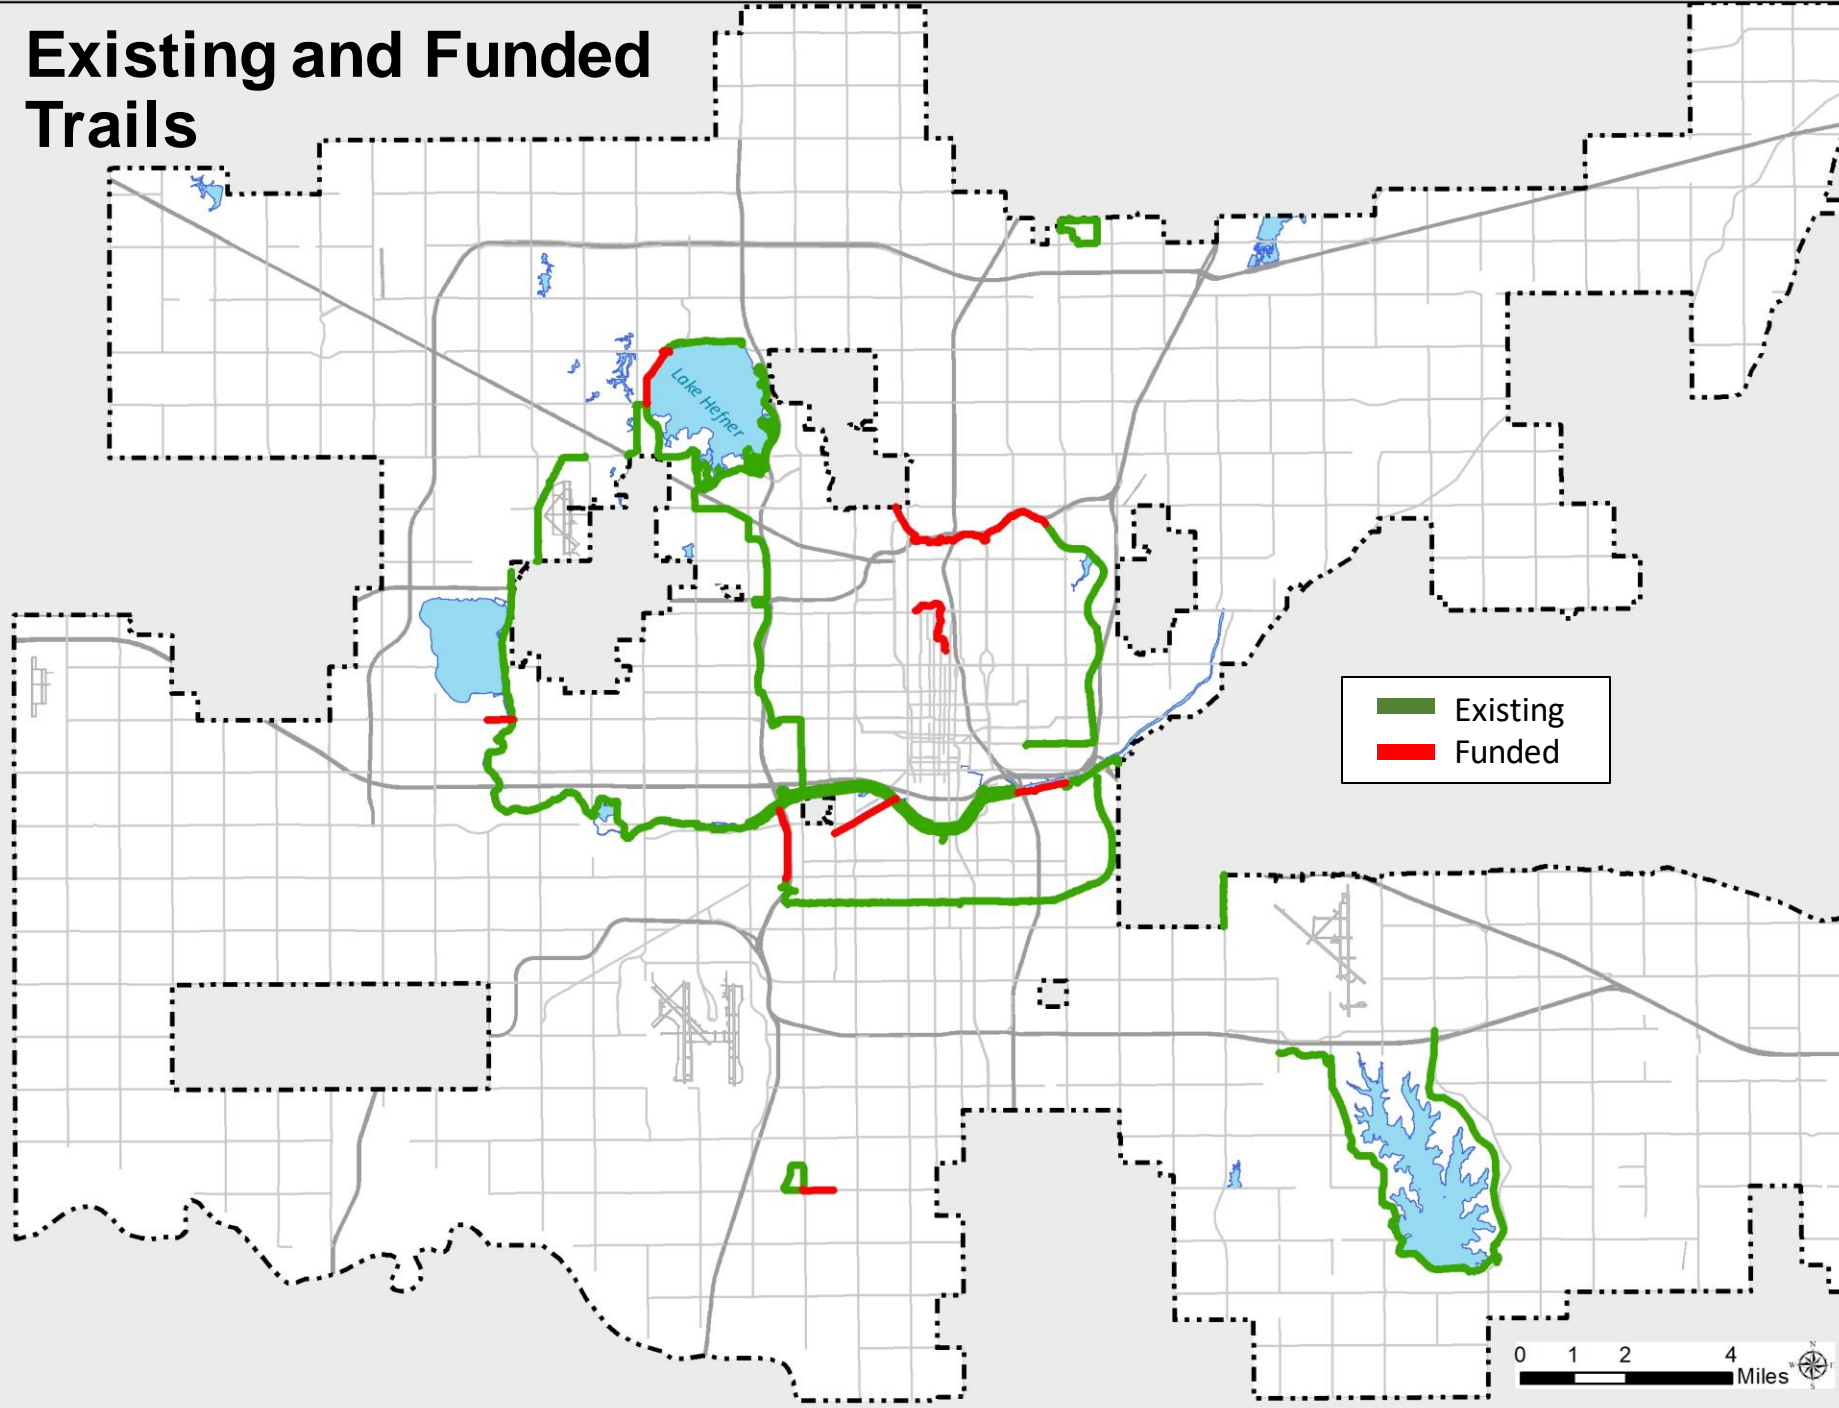 Existing and Funded
Trails
Lake Hefner
Existing
Funded
0 1 2 4
Miles
N
W E
S